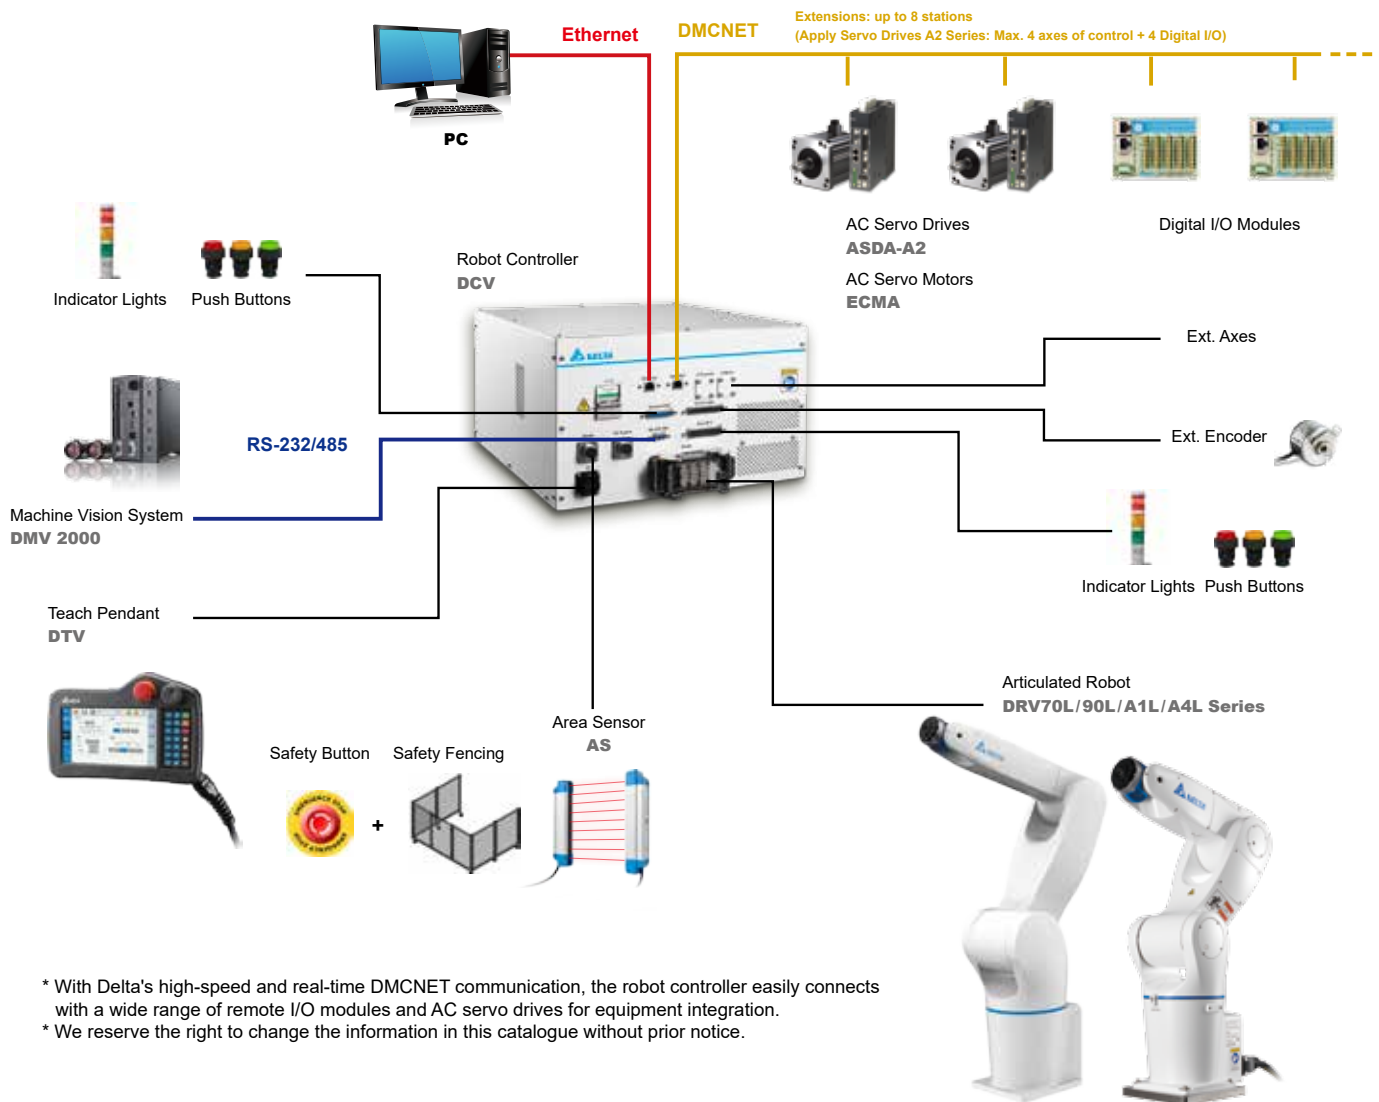 Ethernet
DMCNET
Extensions: up to 8 stations
(Apply Servo Drives A2 Series: Max. 4 axes of control + 4 Digital I/O)
PC
AC Servo Drives
ASDA-A2
AC Servo Motors
ECMA
Digital I/O Modules
Indicator Lights
Push Buttons
Robot Controller
DCV
DELTA
Ext. Axes
Ext. Encoder
RS-232/485
Machine Vision System
DMV 2000
Indicator Lights
Push Buttons
Teach Pendant
DTV
Articulated Robot
DRV70L/90L/A1L/A4L Series
Area Sensor
AS
Safety Button
Safety Fencing
+
EMERGENCY STOP
DELTA
* With Delta's high-speed and real-time DMCNET communication, the robot controller easily connects
with a wide range of remote I/O modules and AC servo drives for equipment integration.
* We reserve the right to change the information in this catalogue without prior notice.